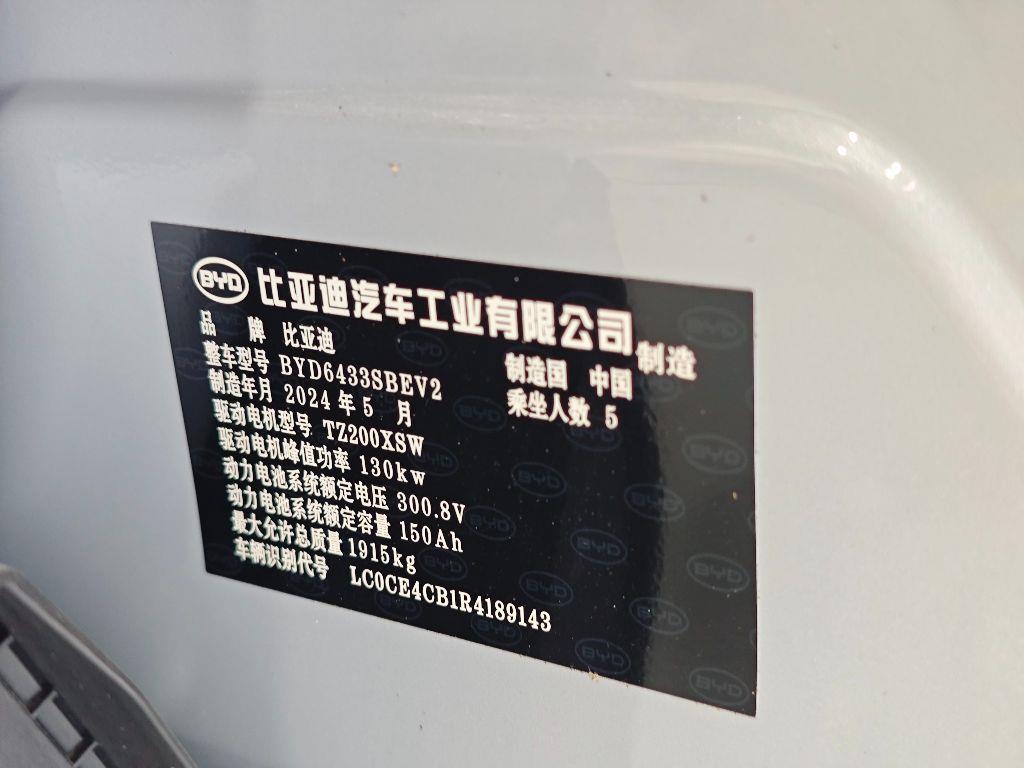 BYD 比亚迪汽车工业有限公司 制造
品 牌 比亚迪 制造国 中国
整车型号 BYD6433SBEV2 乘坐人数 5
制造年月 2024 年 5 月
驱动电机型号 TZ200XSW
驱动电机峰值功率 130kw
动力电池系统额定电压 300.8V
动力电池系统额定容量 150Ah
最大允许总质量 1915kg
车辆识别代号 LC0CE4CB1R4189143